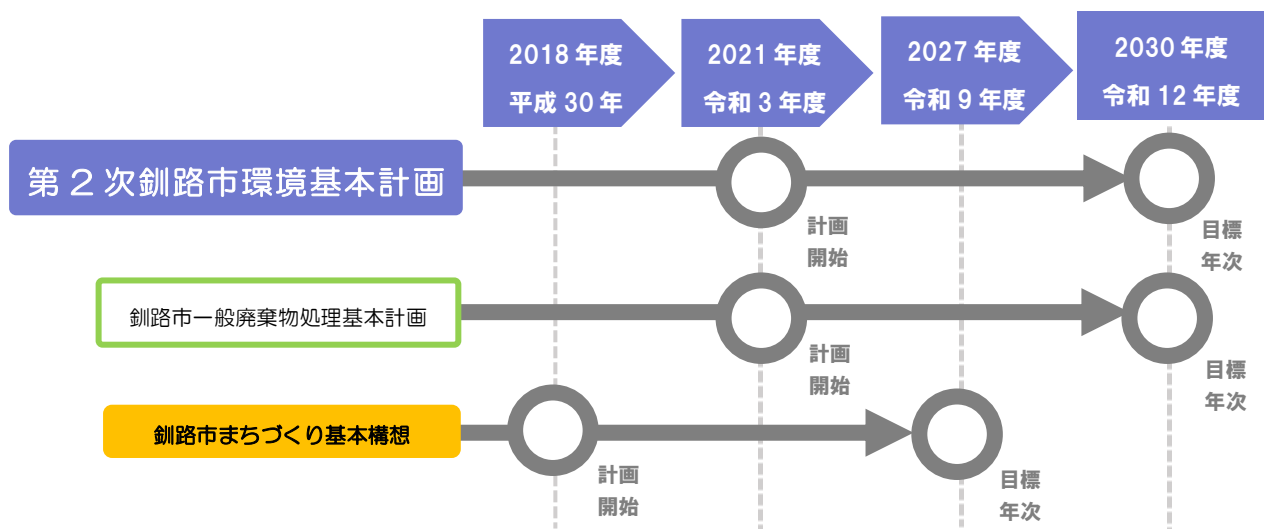 2018 年度
平成 30 年
2021 年度
令和 3 年度
2027 年度
令和 9 年度
2030 年度
令和 12 年度
第 2 次釧路市環境基本計画
計画
開始
目標
年次
釧路市一般廃棄物処理基本計画
計画
開始
目標
年次
釧路市まちづくり基本構想
計画
開始
目標
年次